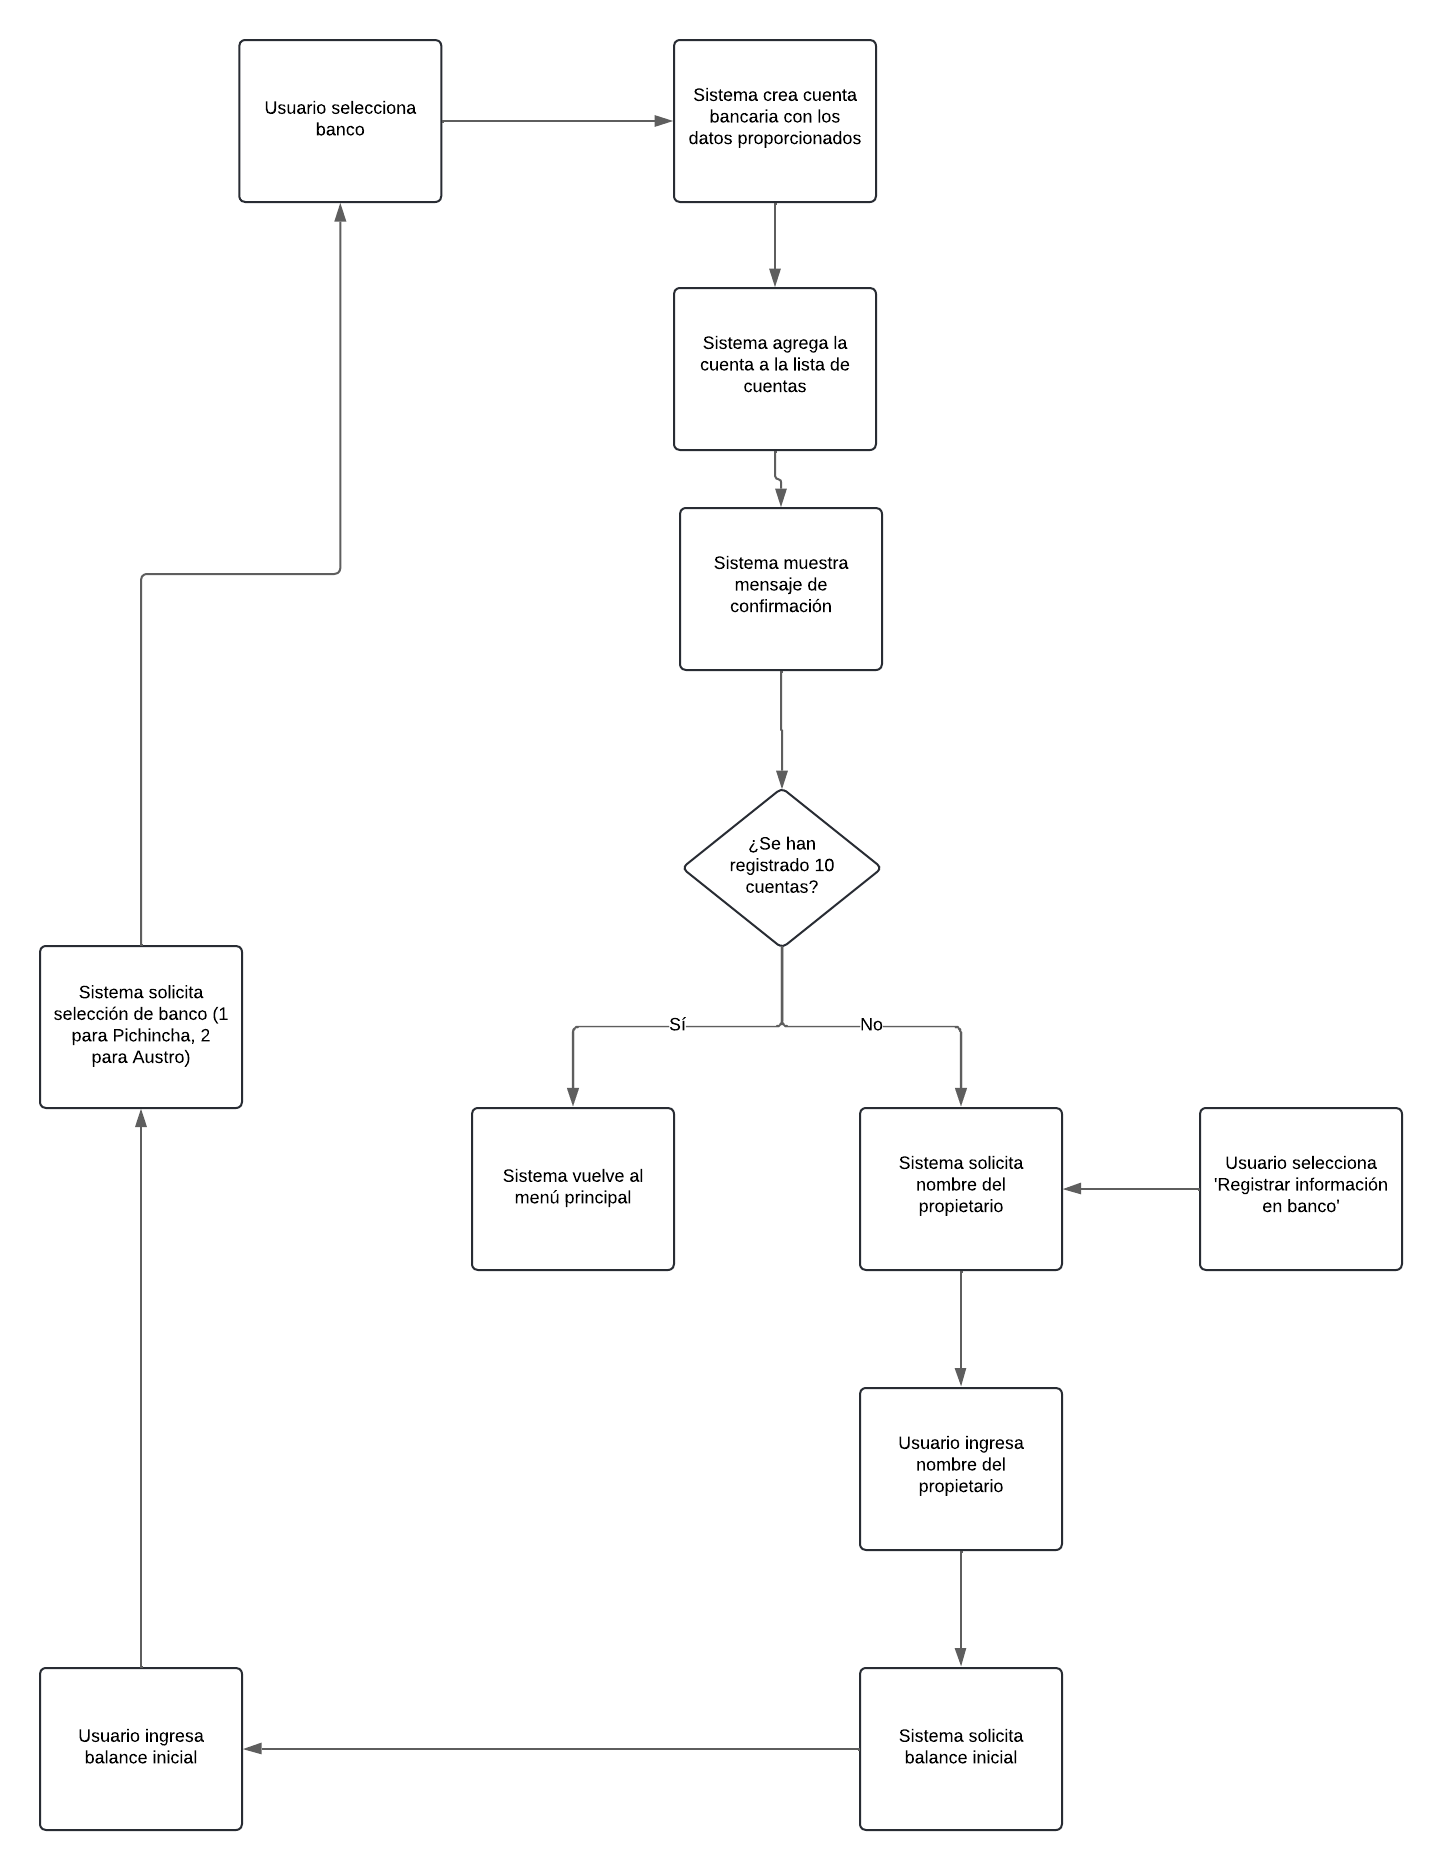 Usuario selecciona
banco
Sistema crea cuenta
bancaria con los
datos proporcionados
Sistema agrega la
cuenta a la lista de
cuentas
Sistema muestra
mensaje de
confirmación
¿Se han
registrado 10
cuentas?
Sistema solicita
selección de banco (1
para Pichincha, 2
para Austro)
Sí
No
Sistema vuelve al
menú principal
Sistema solicita
nombre del
propietario
Usuario selecciona
'Registrar información
en banco'
Usuario ingresa
nombre del
propietario
Usuario ingresa
balance inicial
Sistema solicita
balance inicial